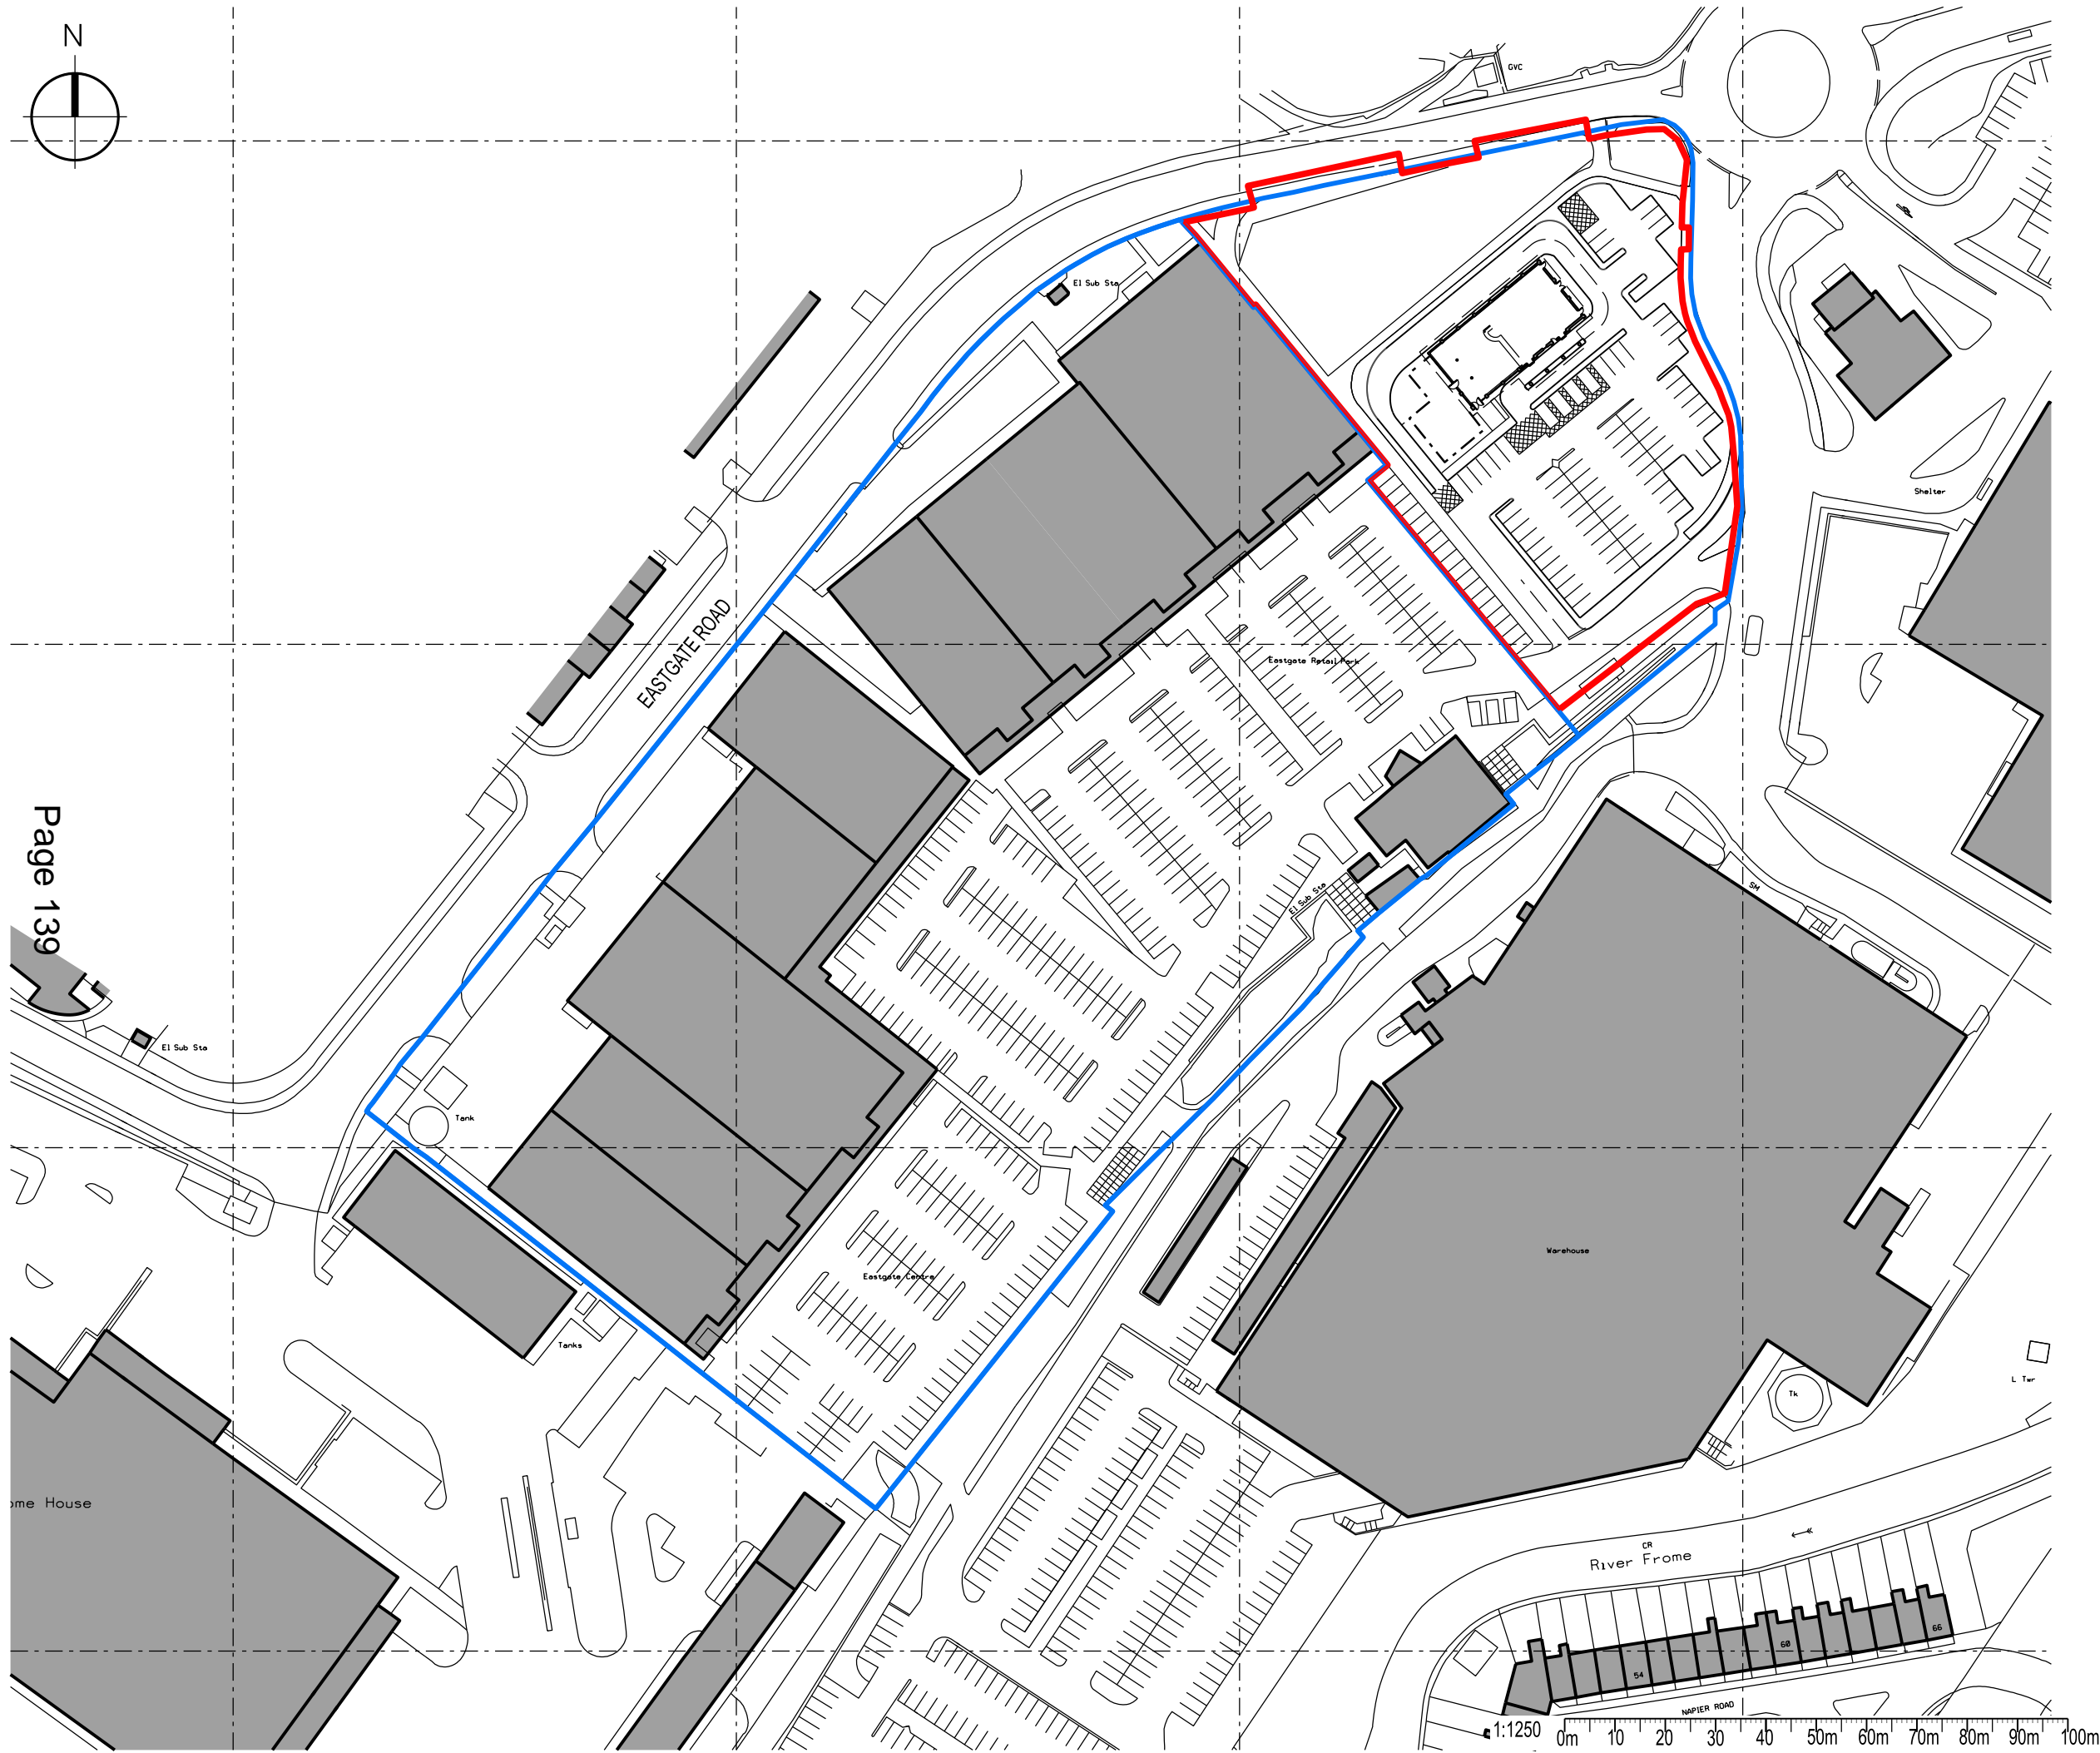 N
GVC
El Sub Sta
Shelter
EASTGATE ROAD
Eastgate Retail Park
Page 139
El Sub Sta
SM
El Sub Sta
Tank
Warehouse
Eastgate Centre
Tanks
L Twr
Tk
ome House
CR
River Frome
66
60
54
NAPIER ROAD
1:1250
0m 10 20 30 40 50m 60m 70m 80m 90m 100m